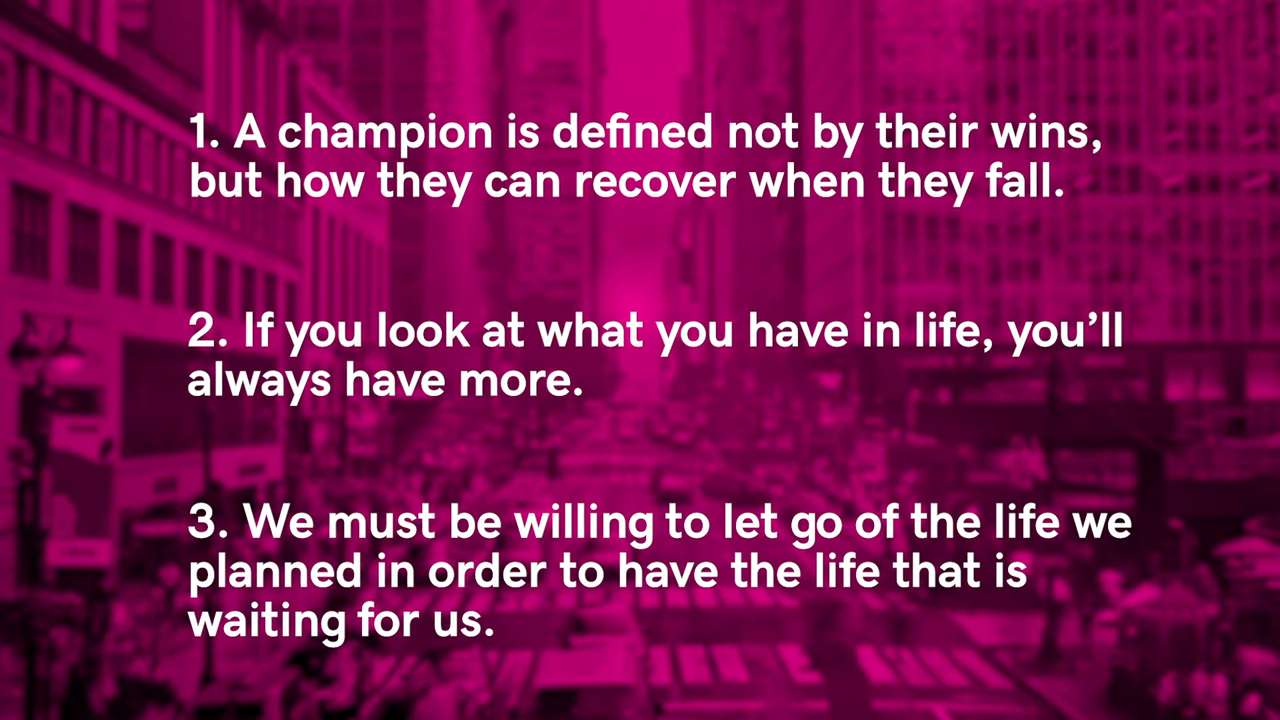 1. A champion is defined not by their wins,
but how they can recover when they fall.
2. If you look at what you have in life, you’ll
always have more.
3. We must be willing to let go of the life we
planned in order to have the life that is
waiting for us.